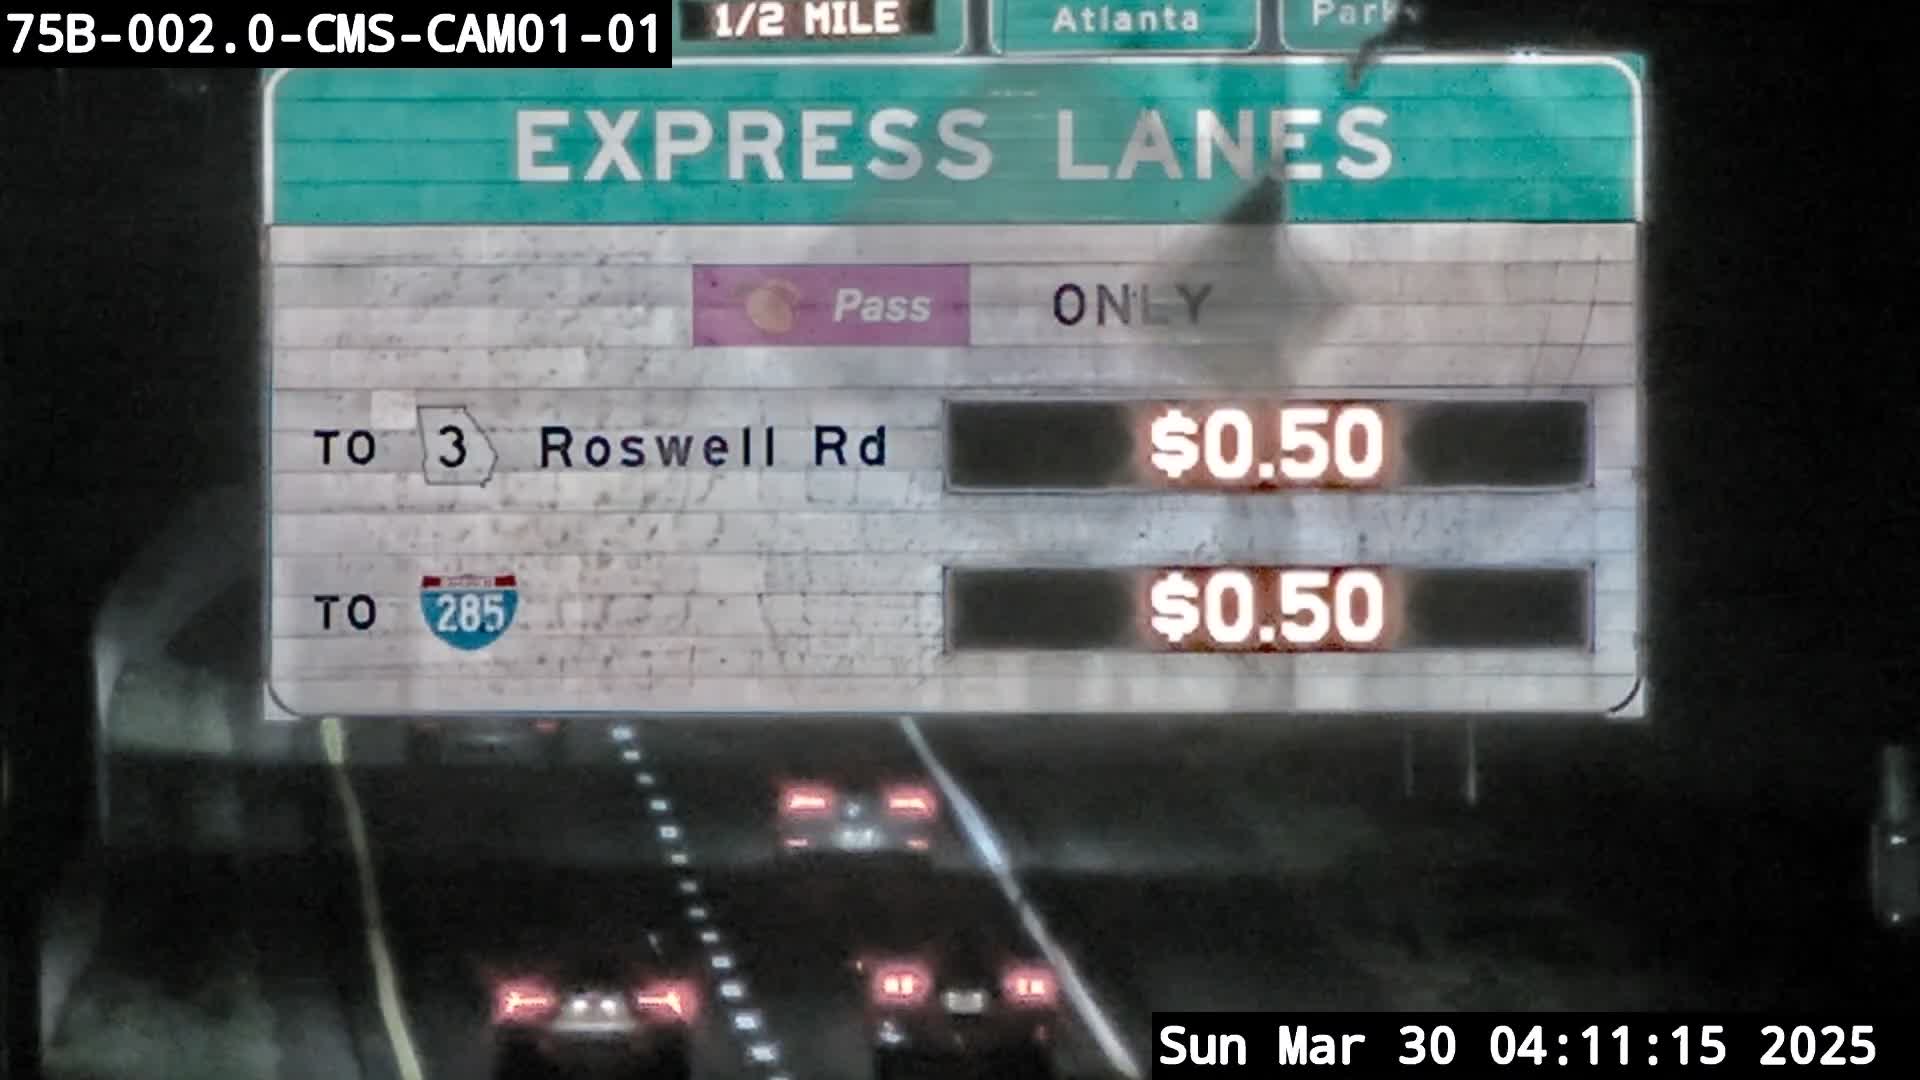 75B-002.0-CMS-CAM01-01
1/2 MILE
Atlanta
EXPRESS LANES
Pass ONLY
TO 3 Roswell Rd $0.50
TO 285 $0.50
Sun Mar 30 04:11:15 2025